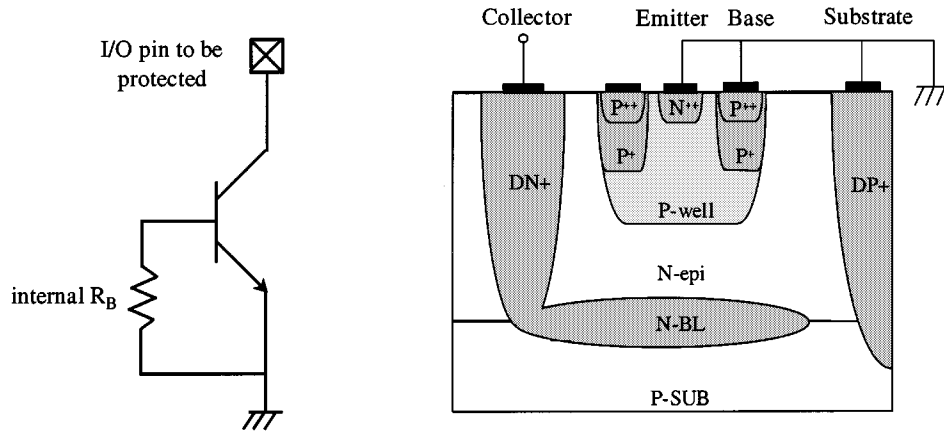 I/O pin to be
protected
internal R_B
Collector
Emitter
Base
Substrate
P++
N++
P++
P+
P+
DN+
DP+
P-well
N-epi
N-BL
P-SUB